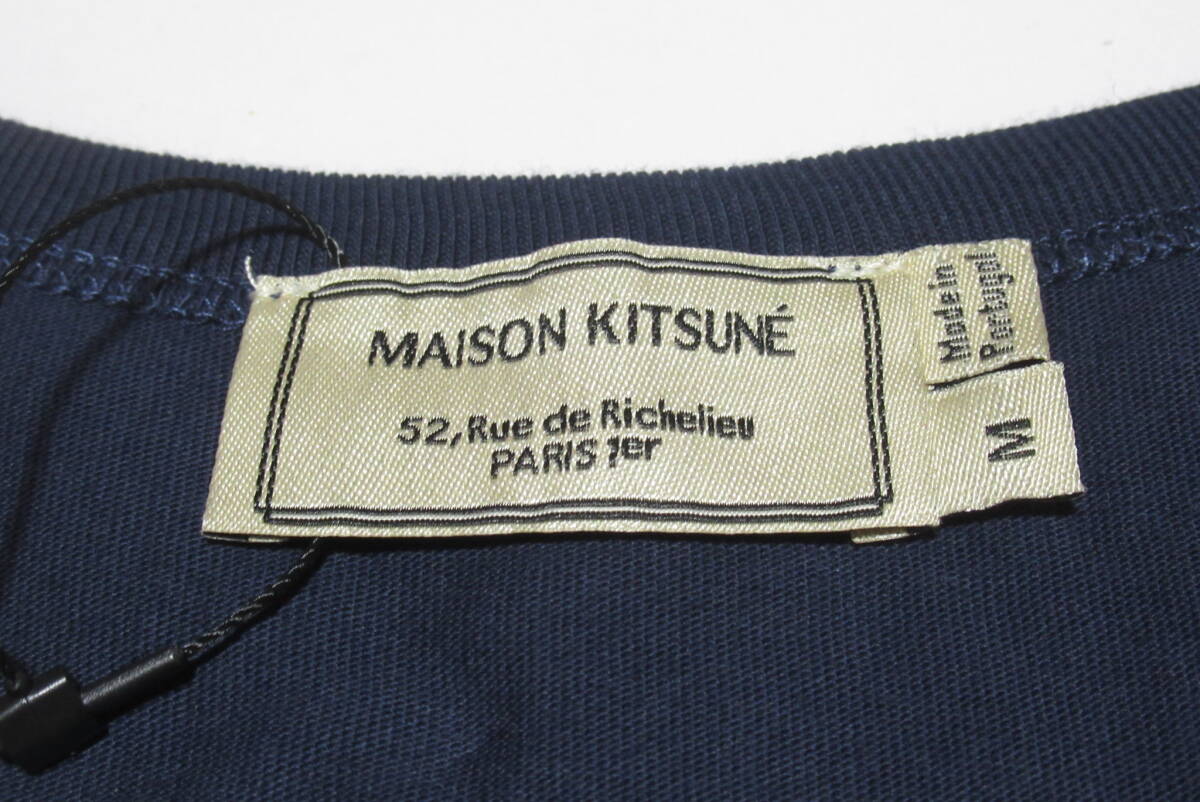 MAISON KITSUNÉ
52, Rue de Richelieu
PARIS 1er
Made in
Portugal
M